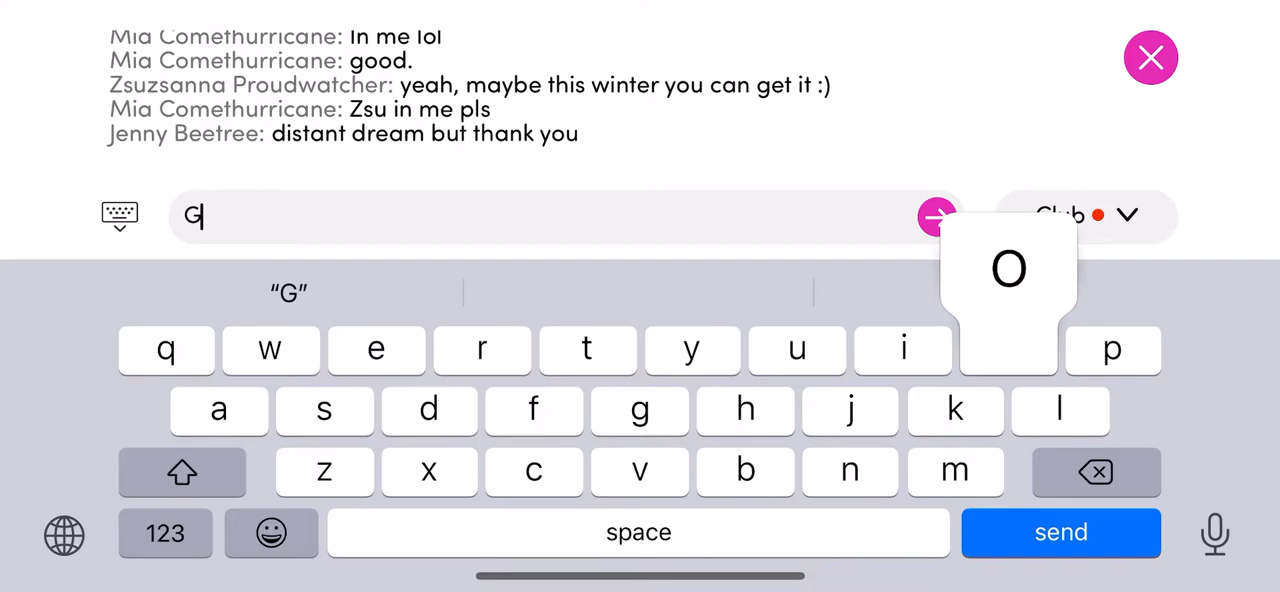 Mia Comethurricane: In me lol
Mia Comethurricane: good.
Zsuzsanna Proudwatcher: yeah, maybe this winter you can get it :)
Mia Comethurricane: Zsu in me pls
Jenny Beetree: distant dream but thank you
G
Club
“G”
O
q w e r t y u i p
a s d f g h j k l
z x c v b n m
123 space send